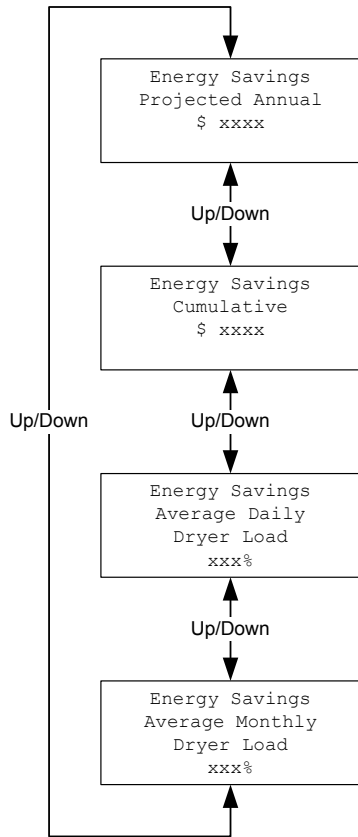 Energy Savings
Projected Annual
$ xxxx
Up/Down
Energy Savings
Cumulative
$ xxxx
Up/Down
Up/Down
Energy Savings
Average Daily
Dryer Load
xxx%
Up/Down
Energy Savings
Average Monthly
Dryer Load
xxx%